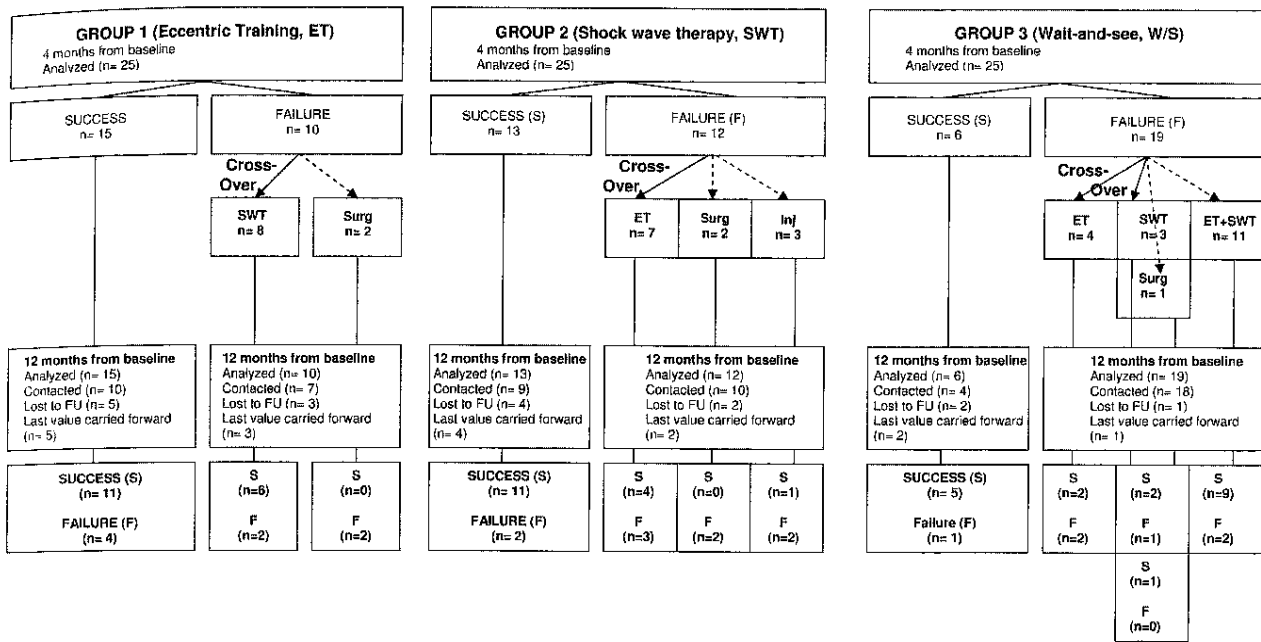 GROUP 1 (Eccentric Training, ET)
4 months from baseline
Analyzed (n= 25)
SUCCESS
n= 15
FAILURE
n= 10
Cross-
Over
SWT
n= 8
Surg
n= 2
12 months from baseline
Analyzed (n= 15)
Contacted (n= 10)
Lost to FU (n= 5)
Last value carried forward
(n= 5)
12 months from baseline
Analyzed (n= 10)
Contacted (n= 7)
Lost to FU (n= 3)
Last value carried forward
(n= 3)
SUCCESS (S)
(n= 11)
FAILURE (F)
(n= 4)
S
(n=6)
F
(n=2)
S
(n=0)
F
(n=2)
GROUP 2 (Shock wave therapy, SWT)
4 months from baseline
Analyzed (n= 25)
SUCCESS (S)
n= 13
FAILURE (F)
n= 12
Cross-
Over
ET
n= 7
Surg
n= 2
Inj
n= 3
12 months from baseline
Analyzed (n= 13)
Contacted (n= 9)
Lost to FU (n= 4)
Last value carried forward
(n= 4)
12 months from baseline
Analyzed (n= 12)
Contacted (n= 10)
Lost to FU (n= 2)
Last value carried forward
(n= 2)
SUCCESS (S)
(n= 11)
FAILURE (F)
(n= 2)
S
(n=4)
F
(n=3)
S
(n=0)
F
(n=2)
S
(n=1)
F
(n=2)
GROUP 3 (Wait-and-see, W/S)
4 months from baseline
Analyzed (n= 25)
SUCCESS (S)
n= 6
FAILURE (F)
n= 19
Cross-
Over
ET
n= 4
SWT
n= 3
ET+SWT
n= 11
Surg
n= 1
12 months from baseline
Analyzed (n= 6)
Contacted (n= 4)
Lost to FU (n= 2)
Last value carried forward
(n= 2)
12 months from baseline
Analyzed (n= 19)
Contacted (n= 18)
Lost to FU (n= 1)
Last value carried forward
(n= 1)
SUCCESS (S)
(n= 5)
Failure (F)
(n= 1)
S
(n=2)
F
(n=2)
S
(n=2)
F
(n=1)
S
(n=9)
F
(n=2)
S
(n=1)
F
(n=0)